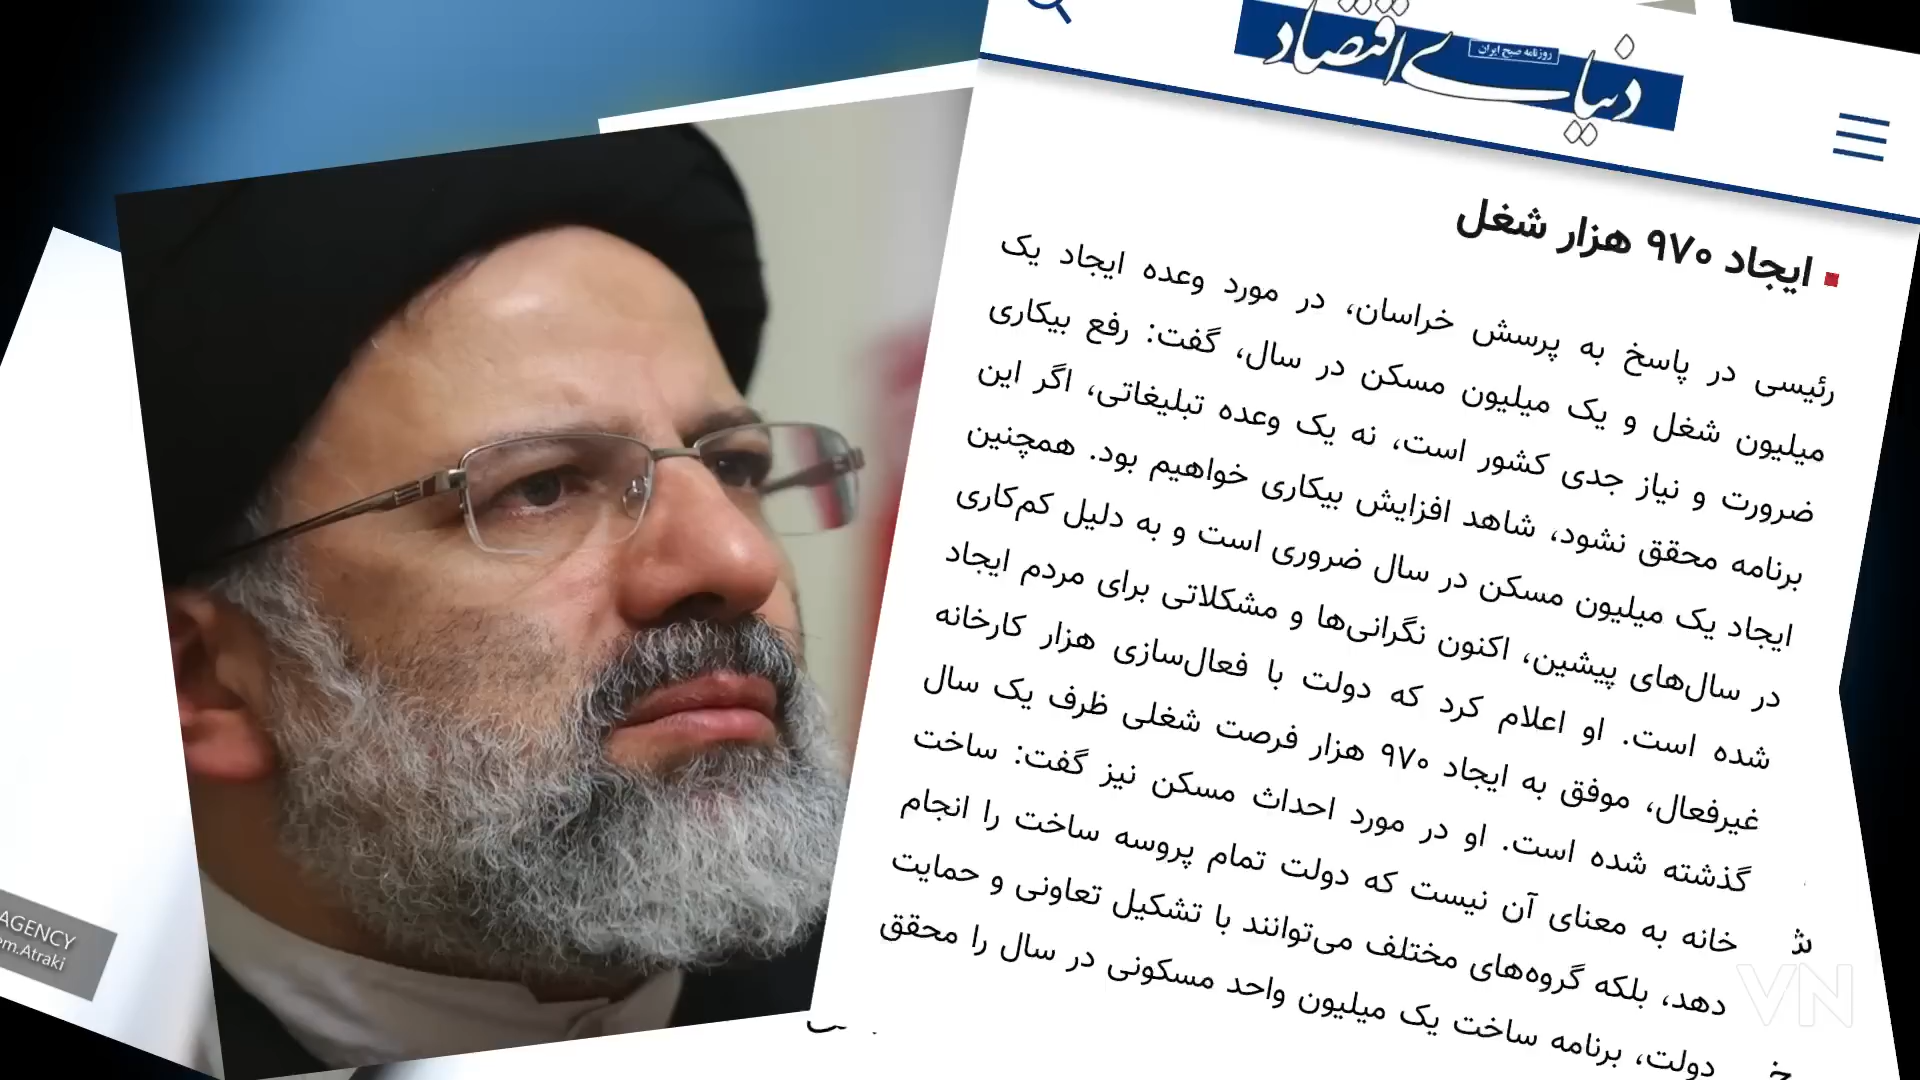 دنیای اقتصاد
روزنامه صبح ایران
ایجاد ۹۷۰ هزار شغل
رئیسی در پاسخ به پرسش خراسان، در مورد وعده ایجاد یک
میلیون شغل و یک میلیون مسکن در سال، گفت: رفع بیکاری
ضرورت و نیاز جدی کشور است، نه یک وعده تبلیغاتی، اگر این
برنامه محقق نشود، شاهد افزایش بیکاری خواهیم بود. همچنین
ایجاد یک میلیون مسکن در سال ضروری است و به دلیل کم‌کاری
در سال‌های پیشین، اکنون نگرانی‌ها و مشکلاتی برای مردم ایجاد
شده است. او اعلام کرد که دولت با فعال‌سازی هزار کارخانه
غیرفعال، موفق به ایجاد ۹۷۰ هزار فرصت شغلی ظرف یک سال
گذشته شده است. او در مورد احداث مسکن نیز گفت: ساخت
خانه به معنای آن نیست که دولت تمام پروسه ساخت را انجام
دهد، بلکه گروه‌های مختلف می‌توانند با تشکیل تعاونی و حمایت
دولت، برنامه ساخت یک میلیون واحد مسکونی در سال را محقق
AGENCY
em.Atraki
VN